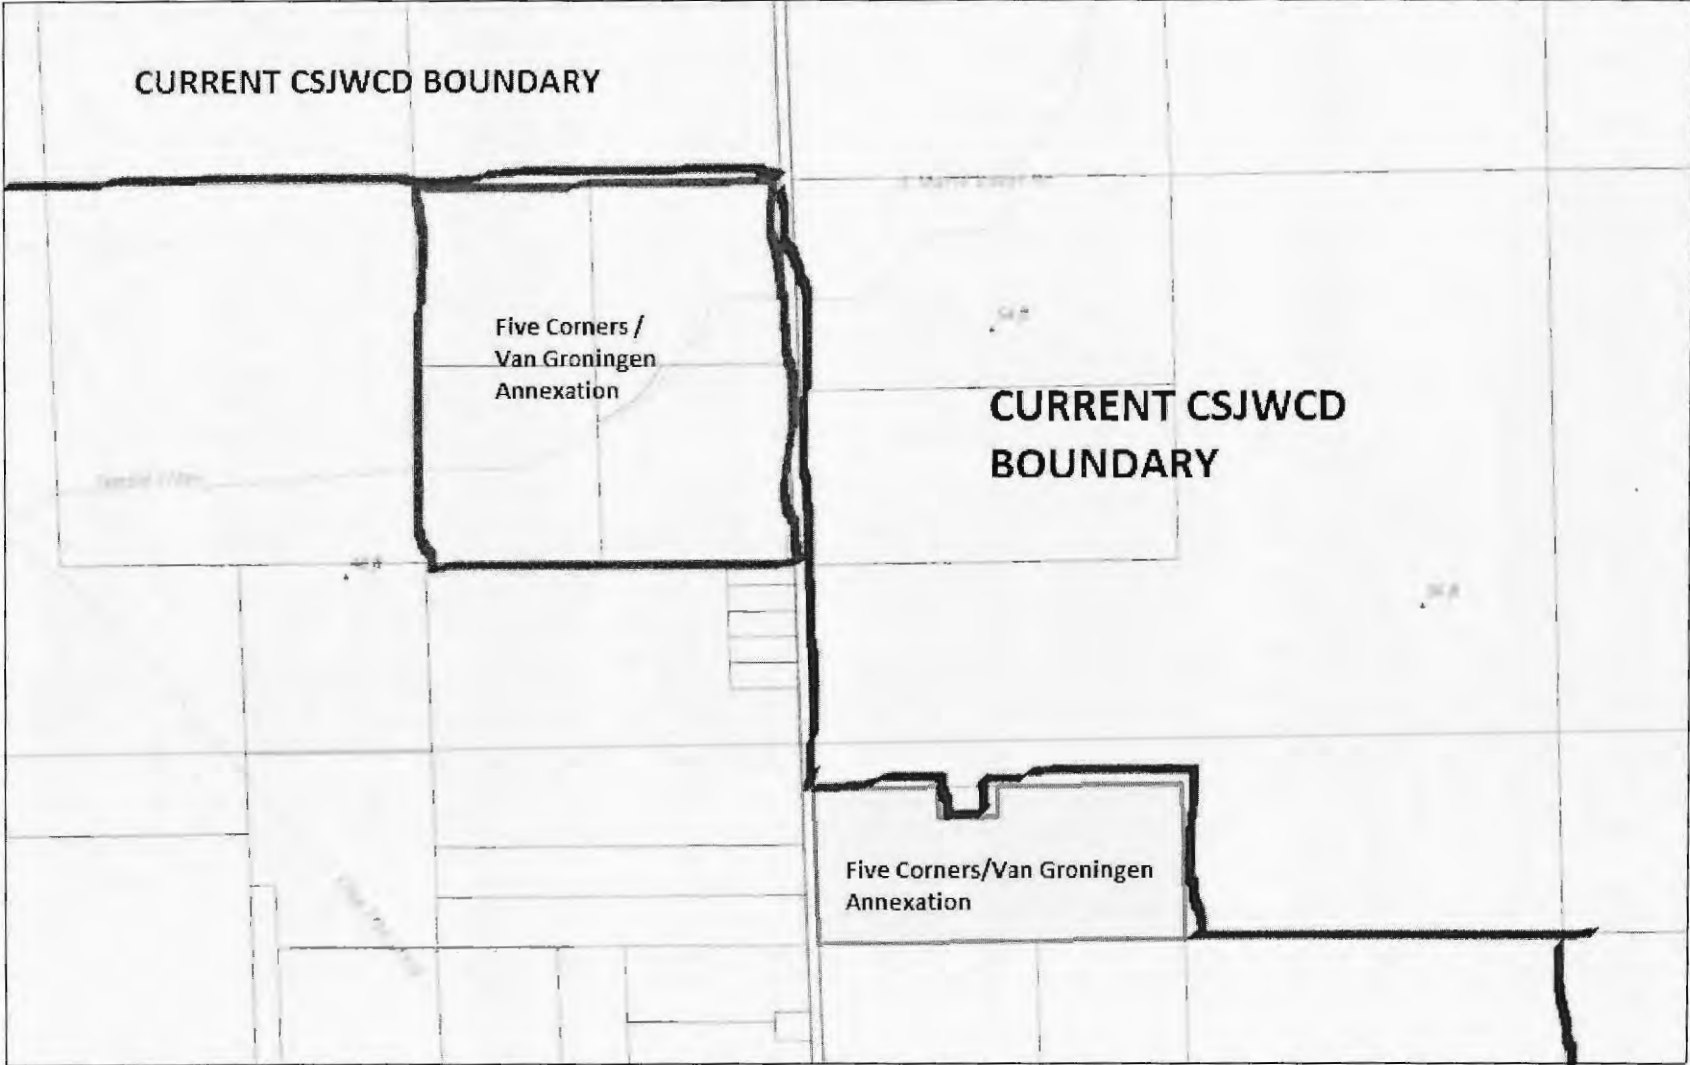 CURRENT CSJWCD BOUNDARY
Five Corners /
Van Groningen
Annexation
CURRENT CSJWCD
BOUNDARY
Five Corners/Van Groningen
Annexation